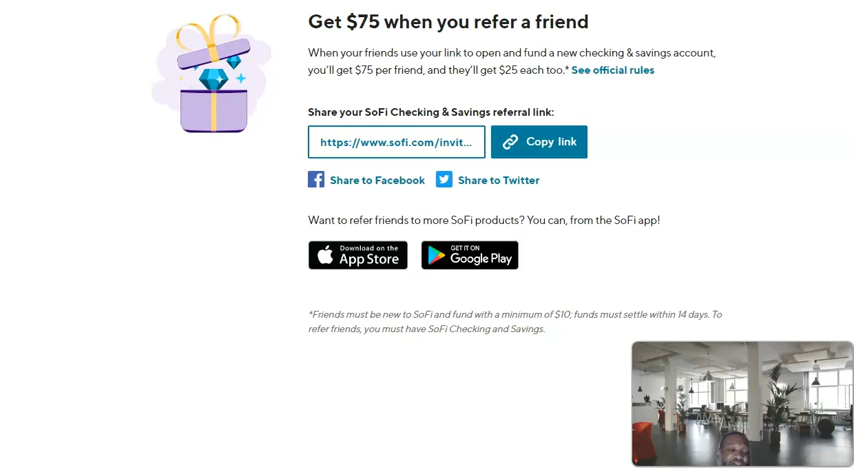 Get $75 when you refer a friend
When your friends use your link to open and fund a new checking & savings account,
you'll get $75 per friend, and they'll get $25 each too.* See official rules
Share your SoFi Checking & Savings referral link:
https://www.sofi.com/invit...
Copy link
Share to Facebook
Share to Twitter
Want to refer friends to more SoFi products? You can, from the SoFi app!
Download on the
App Store
GET IT ON
Google Play
*Friends must be new to SoFi and fund with a minimum of $10; funds must settle within 14 days. To
refer friends, you must have SoFi Checking and Savings.